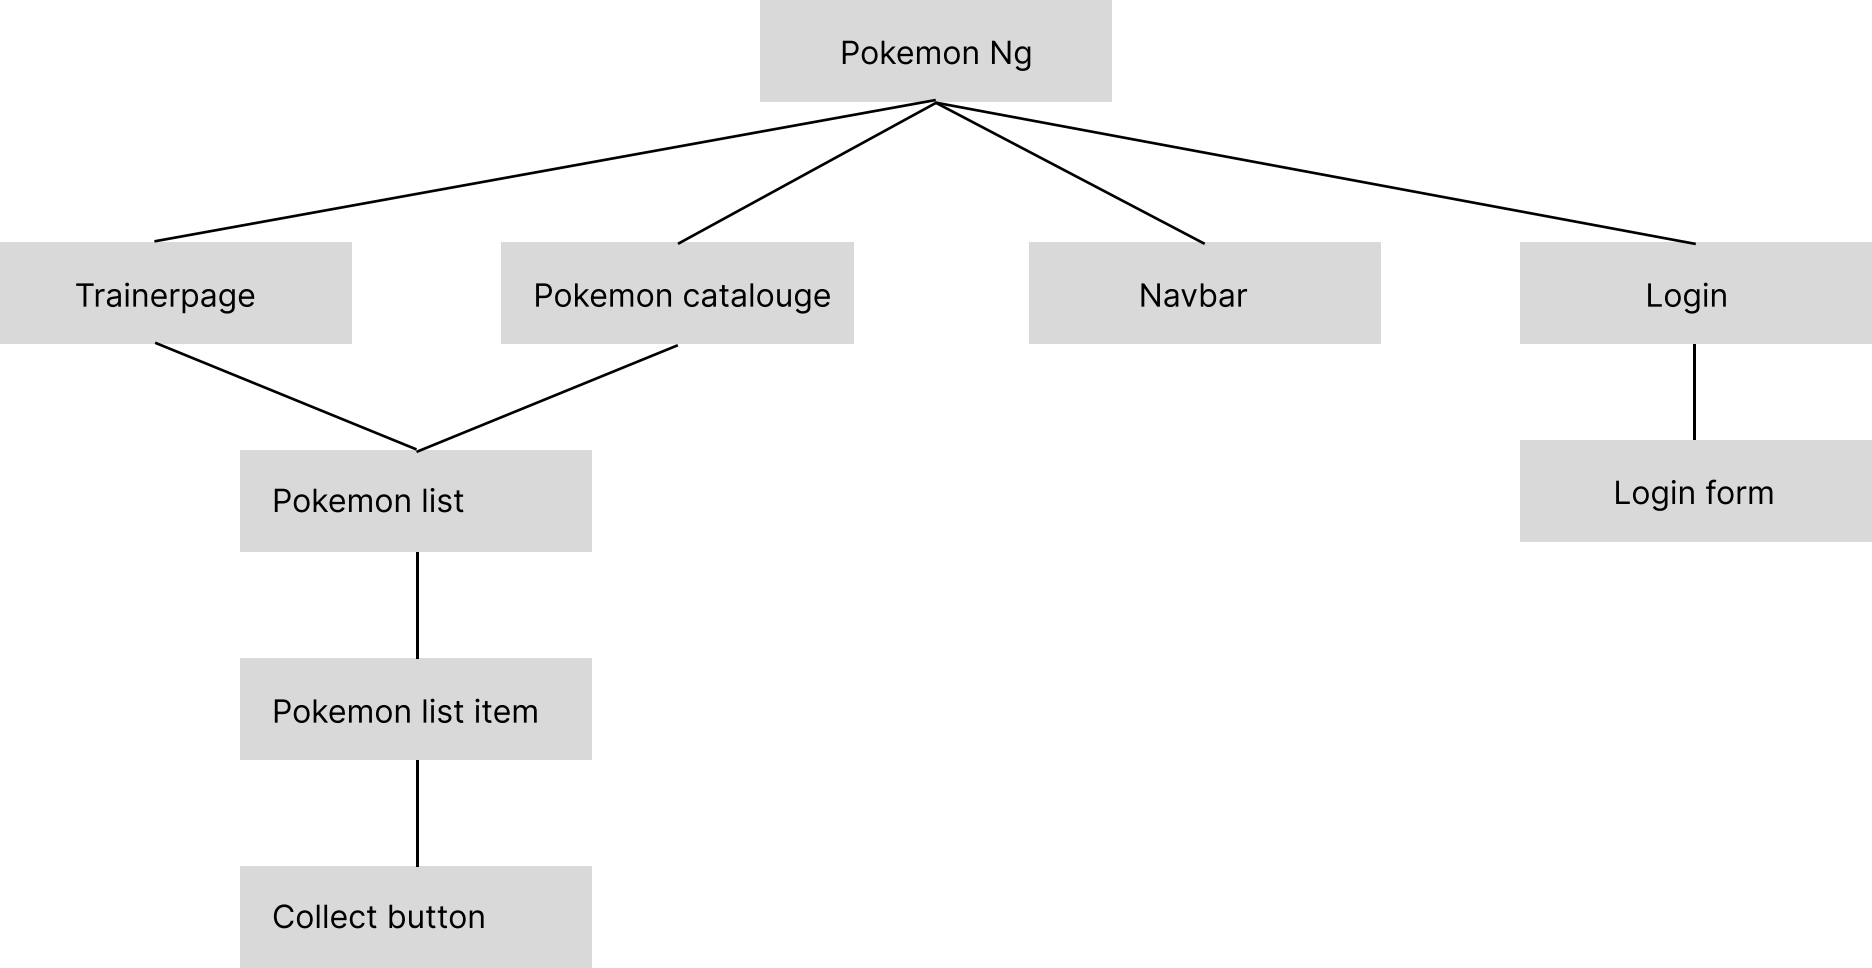 Pokemon Ng
Trainerpage
Pokemon catalouge
Navbar
Login
Pokemon list
Login form
Pokemon list item
Collect button